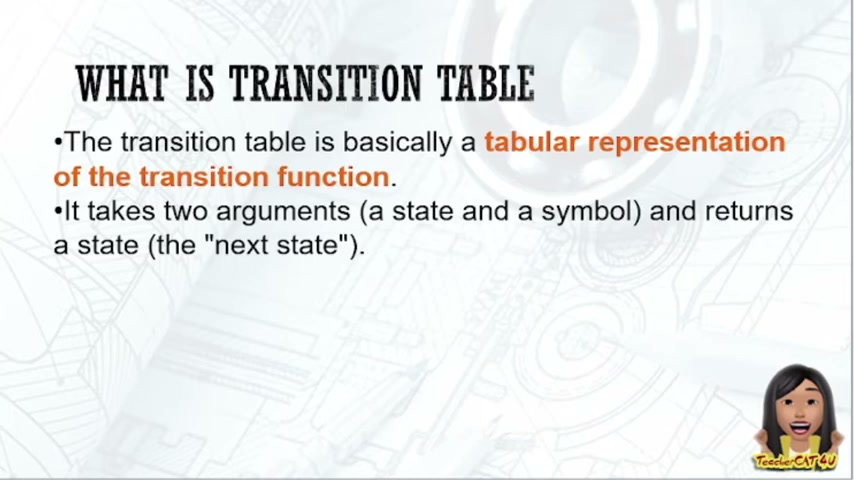 WHAT IS TRANSITION TABLE
•The transition table is basically a tabular representation
of the transition function.
•It takes two arguments (a state and a symbol) and returns
a state (the "next state").
TeacherCAT4U